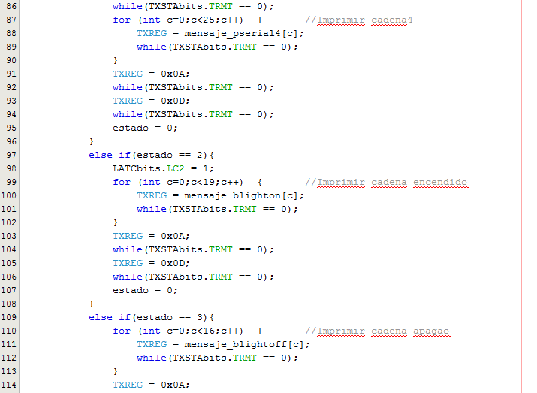 86 while(TXSTAbits.TRMT == 0);
87 for (int c=0;c<25;c++) { //Imprimir cadena4
88 TXREG = mensaje_pserial4[c];
89 while(TXSTAbits.TRMT == 0);
90 }
91 TXREG = 0x0A;
92 while(TXSTAbits.TRMT == 0);
93 TXREG = 0x0D;
94 while(TXSTAbits.TRMT == 0);
95 estado = 0;
96 }
97 else if(estado == 2){
98 LATCbits.LC2 = 1;
99 for (int c=0;c<19;c++) { //Imprimir cadena encendido
100 TXREG = mensaje_blighton[c];
101 while(TXSTAbits.TRMT == 0);
102 }
103 TXREG = 0x0A;
104 while(TXSTAbits.TRMT == 0);
105 TXREG = 0x0D;
106 while(TXSTAbits.TRMT == 0);
107 estado = 0;
108 }
109 else if(estado == 3){
110 for (int c=0;c<16;c++) { //Imprimir cadena apagao
111 TXREG = mensaje_blightoff[c];
112 while(TXSTAbits.TRMT == 0);
113 }
114 TXREG = 0x0A;